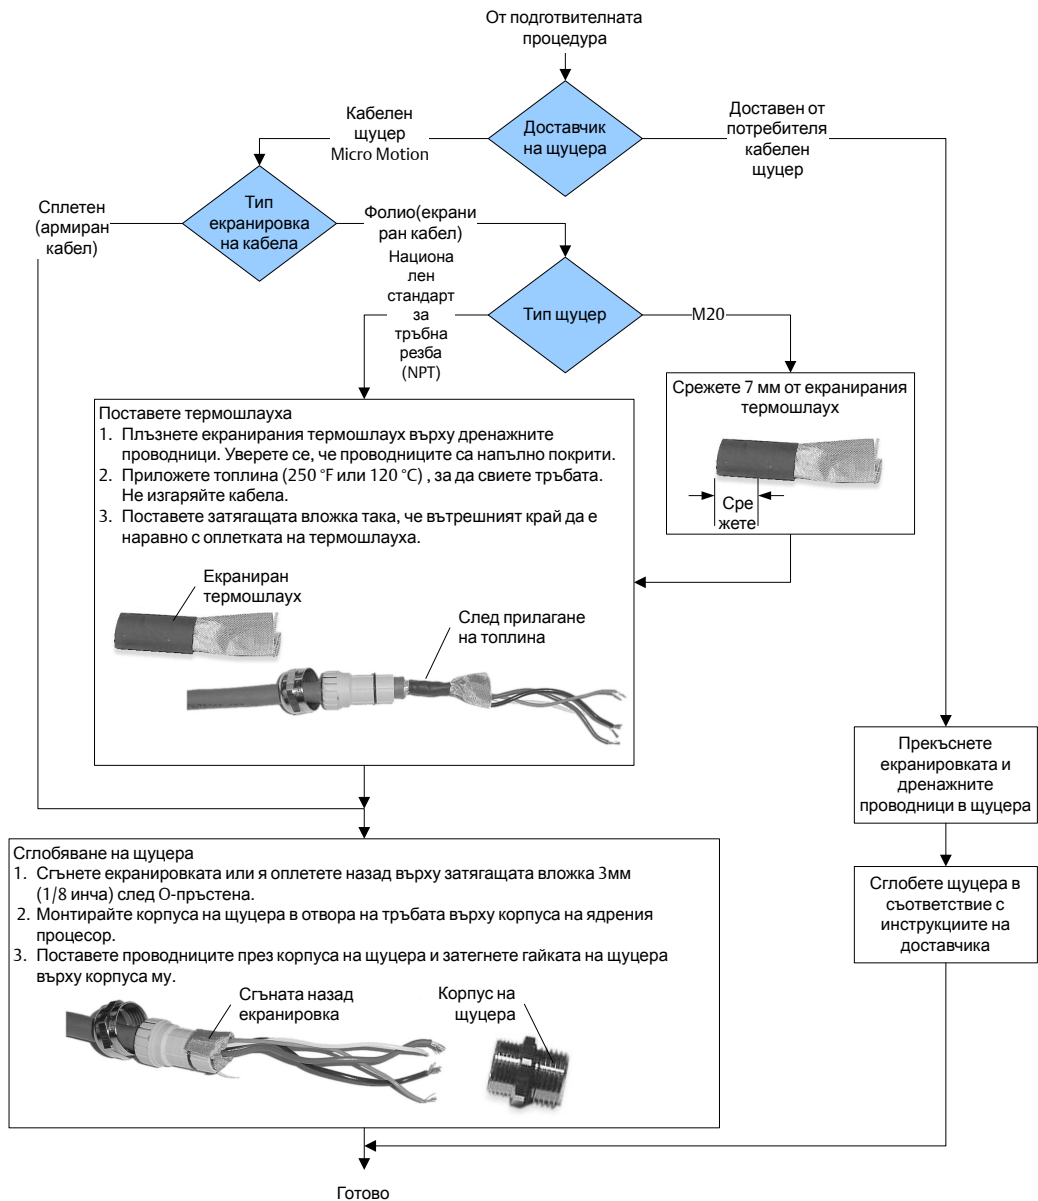 От подготвителната
процедура
Доставчик
на щуцера
Кабелен
щуцер
Micro Motion
Доставен от
потребителя
кабелен
щуцер
Тип
екранировка
на кабела
Сплетен
(армиран
кабел)
Фолио(екрани
ран кабел)
Национа
лен
стандарт
за
тръбна
резба
(NPT)
Тип щуцер
M20
Срежете 7 мм от екранирания
термошлаух
Сре
жете
Поставете термошлауха
1. Плъзнете екранирания термошлаух върху дренажните
проводници. Уверете се, че проводниците са напълно покрити.
2. Приложете топлина (250 °F или 120 °C) , за да свиете тръбата.
Не изгаряйте кабела.
3. Поставете затягащата вложка така, че вътрешният край да е
наравно с оплетката на термошлауха.
Екраниран
термошлаух
След прилагане
на топлина
Прекъснете
екранировката и
дренажните
проводници в щуцера
Сглобете щуцера в
съответствие с
инструкциите на
доставчика
Сглобяване на щуцера
1. Сгънете екранировката или я оплетете назад върху затягащата вложка 3мм
(1/8 инча) след О-пръстена.
2. Монтирайте корпуса на щуцера в отвора на тръбата върху корпуса на ядрения
процесор.
3. Поставете проводниците през корпуса на щуцера и затегнете гайката на щуцера
върху корпуса му.
Сгъната назад
екранировка
Корпус на
щуцера
Готово